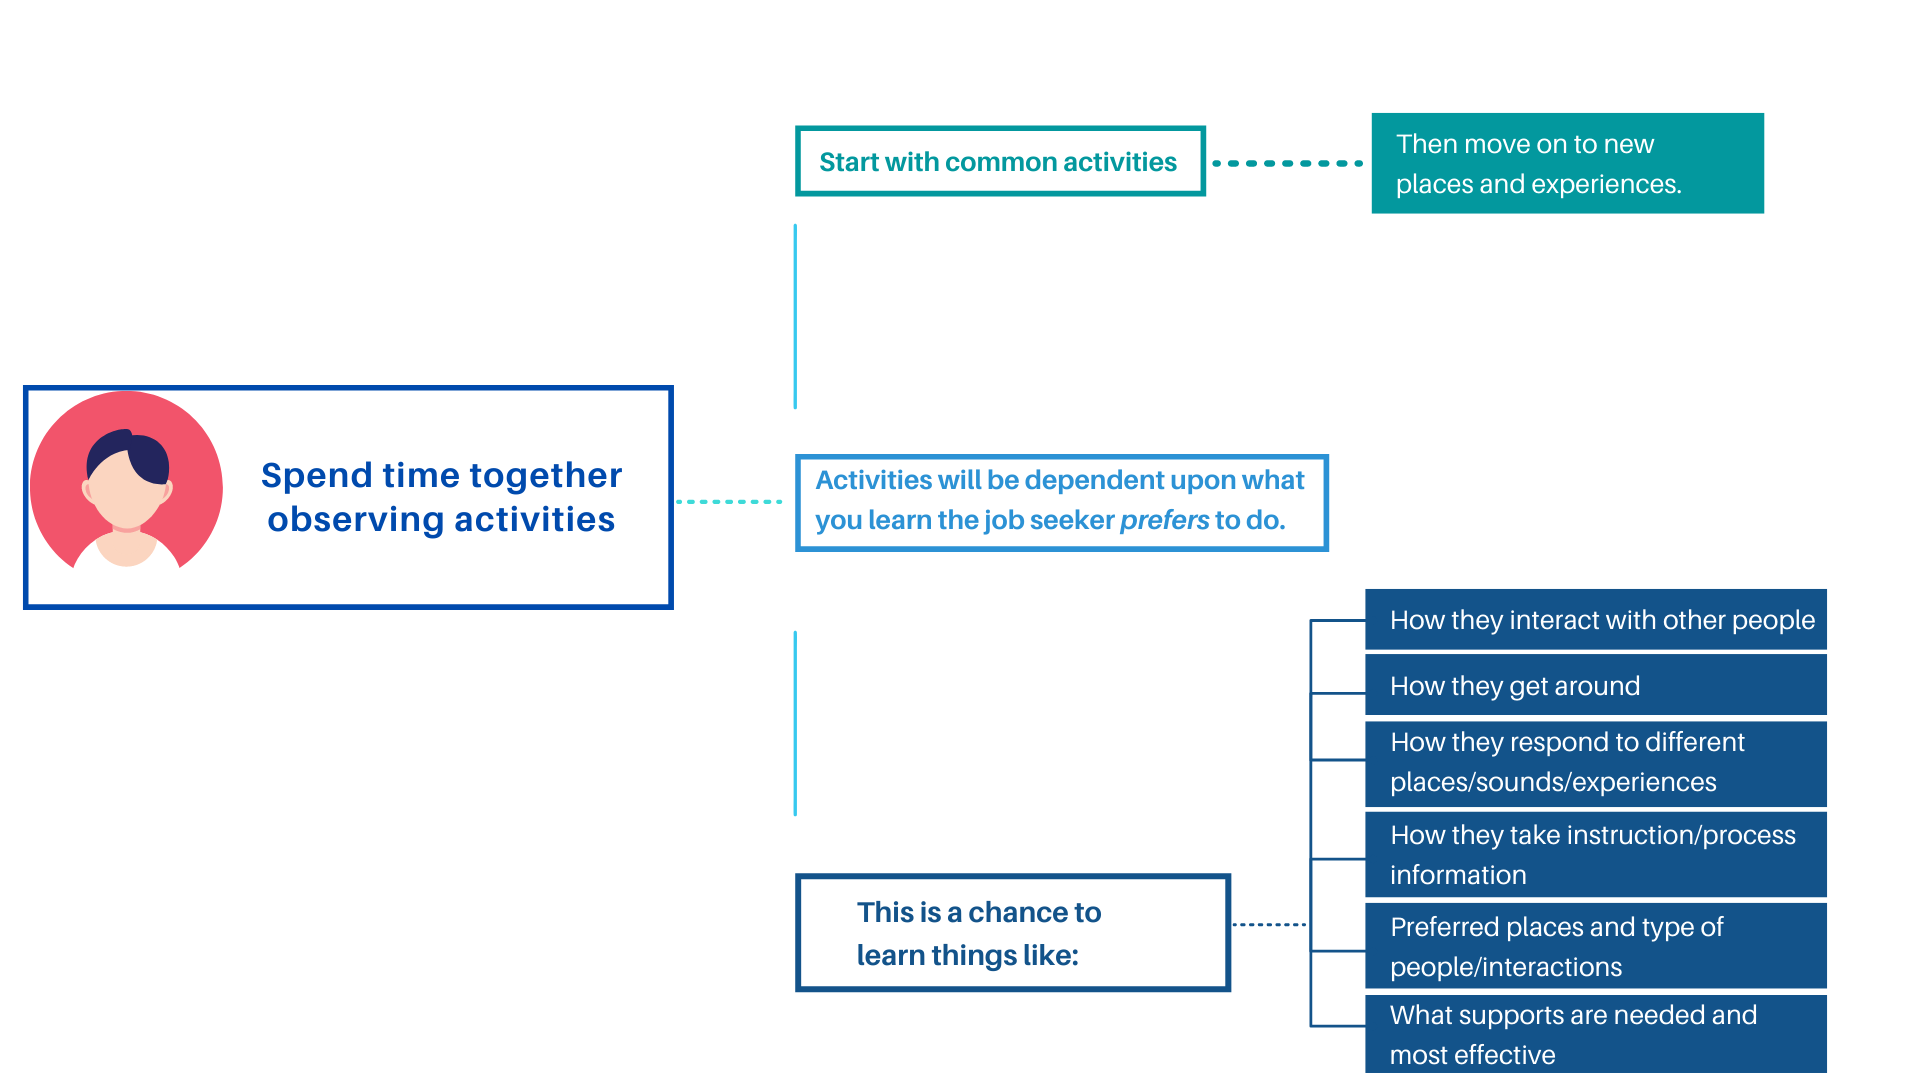 Spend time together
observing activities
Start with common activities
Then move on to new
places and experiences.
Activities will be dependent upon what
you learn the job seeker prefers to do.
This is a chance to
learn things like:
How they interact with other people
How they get around
How they respond to different
places/sounds/experiences
How they take instruction/process
information
Preferred places and type of
people/interactions
What supports are needed and
most effective